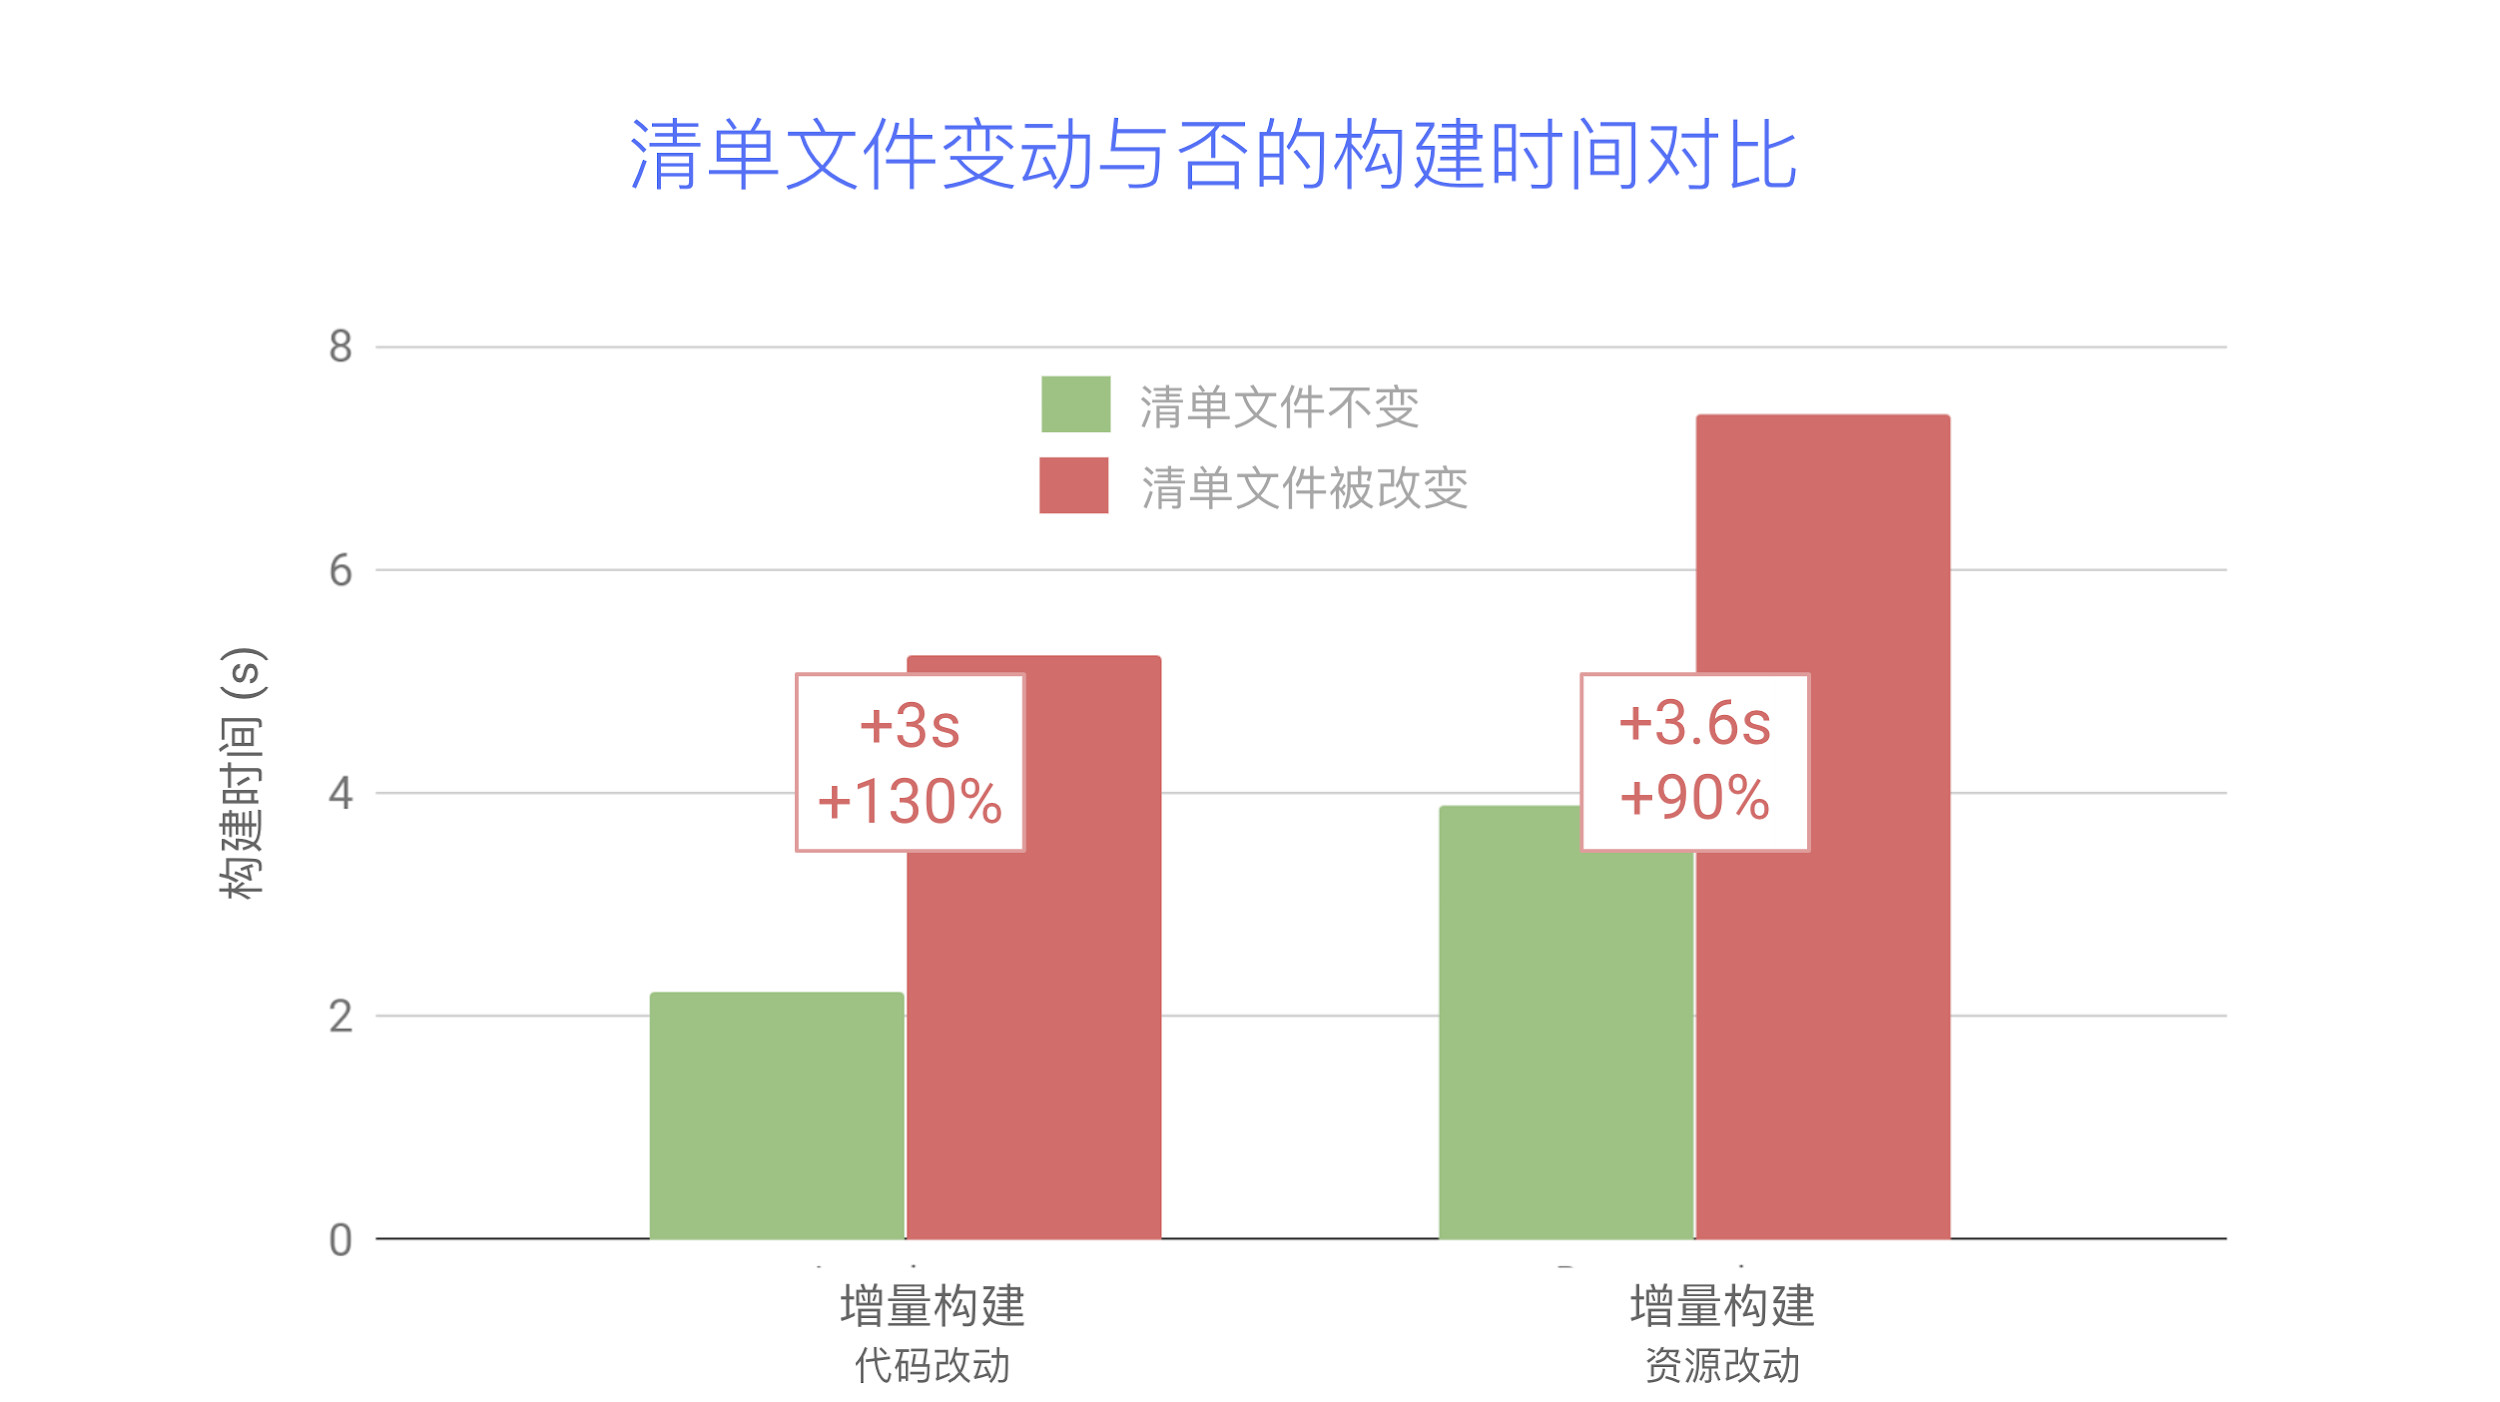 清单文件变动与否的构建时间对比
8
清单文件不变
清单文件被改变
6
构建时间 (s)
+3s
+130%
+3.6s
+90%
4
2
0
增量构建
代码改动
增量构建
资源改动